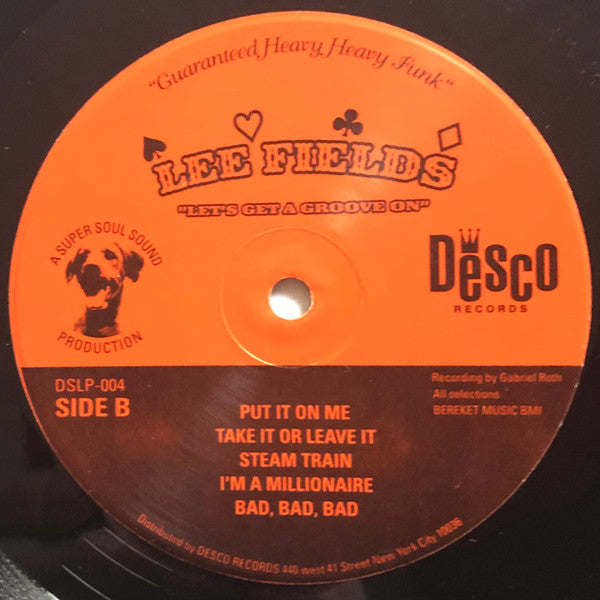 "Guaranteed Heavy, Heavy Funk"
LEE FIELDS
"LET'S GET A GROOVE ON"
A SUPER SOUL SOUND
PRODUCTION
Desco
RECORDS
DSLP-004
SIDE B
Recording by Gabriel Roth
All selections
BEREKET MUSIC BMI
PUT IT ON ME
TAKE IT OR LEAVE IT
STEAM TRAIN
I'M A MILLIONAIRE
BAD, BAD, BAD
Distributed by DESCO RECORDS 440 west 41 Street New York City 10036